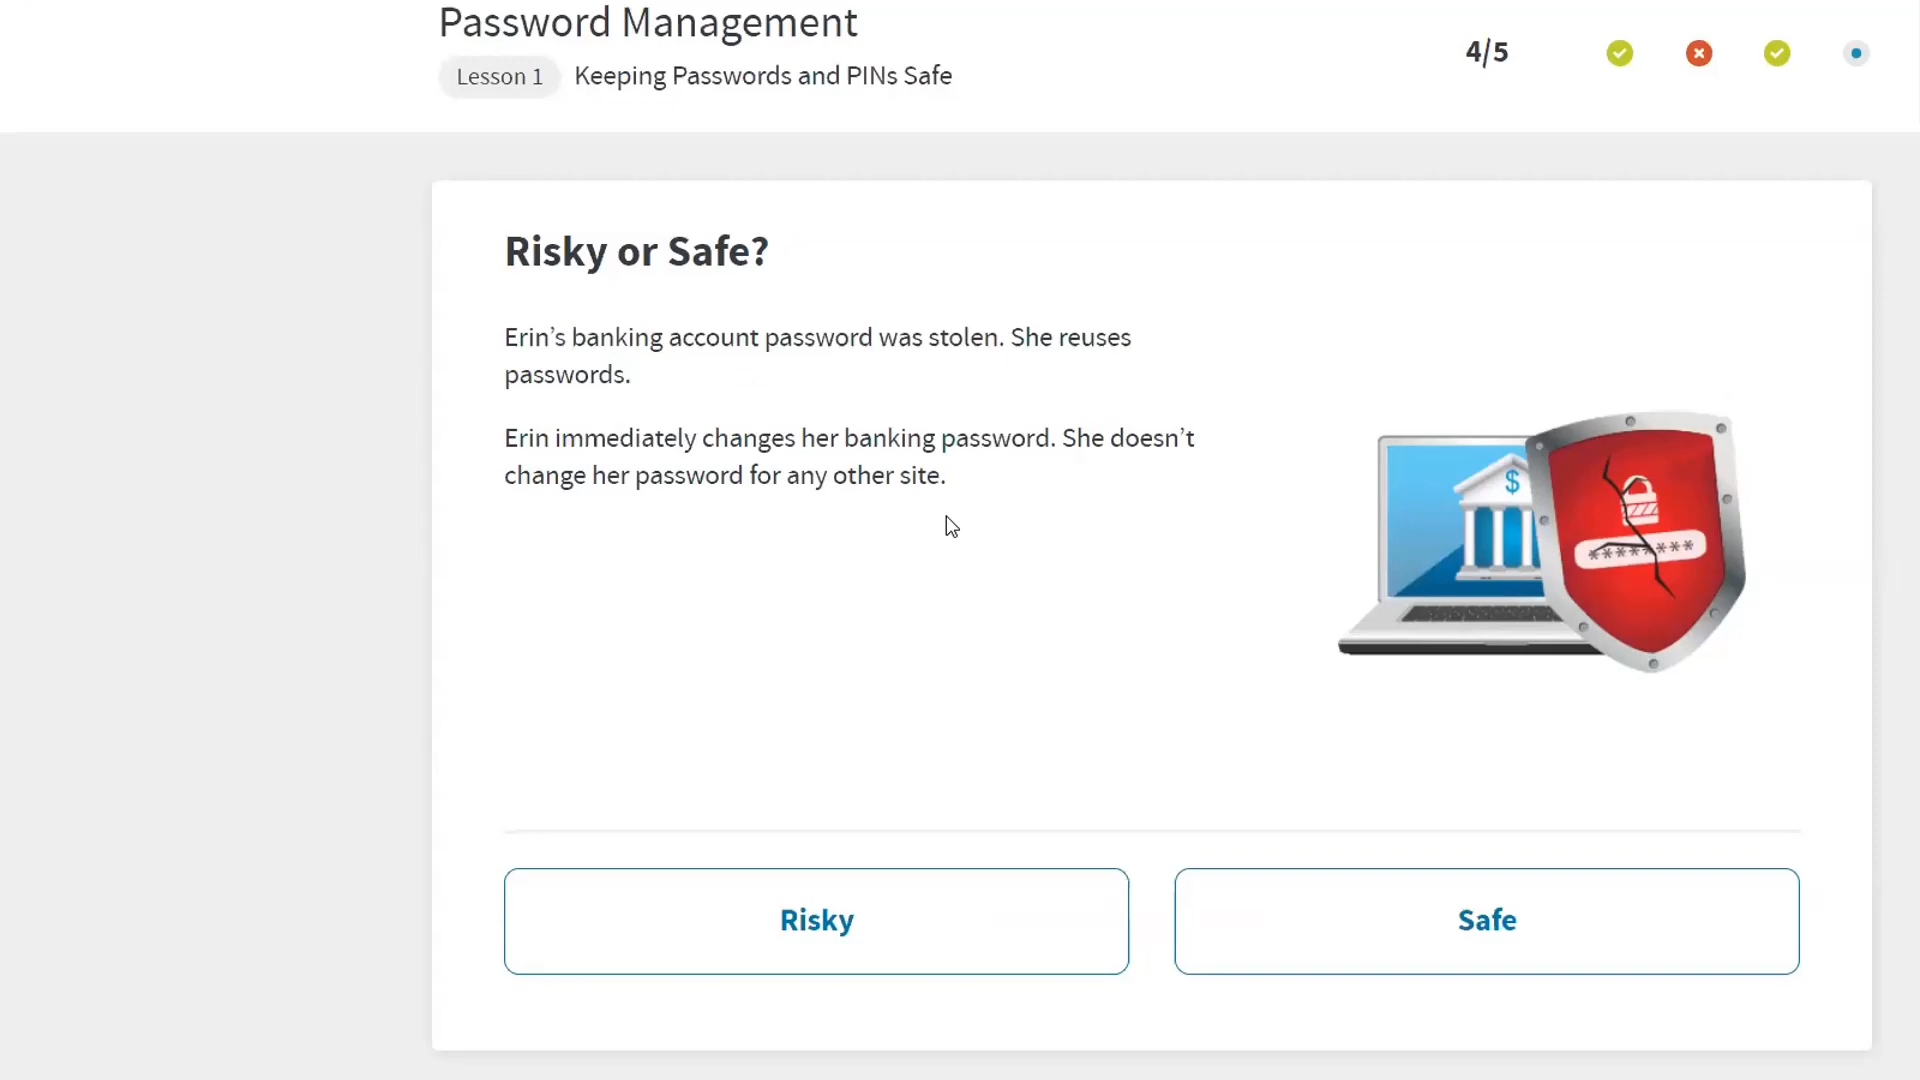 Password Management
4/5
Lesson 1 Keeping Passwords and PINs Safe
Risky or Safe?
Erin’s banking account password was stolen. She reuses
passwords.
Erin immediately changes her banking password. She doesn’t
change her password for any other site.
$
********
Risky
Safe